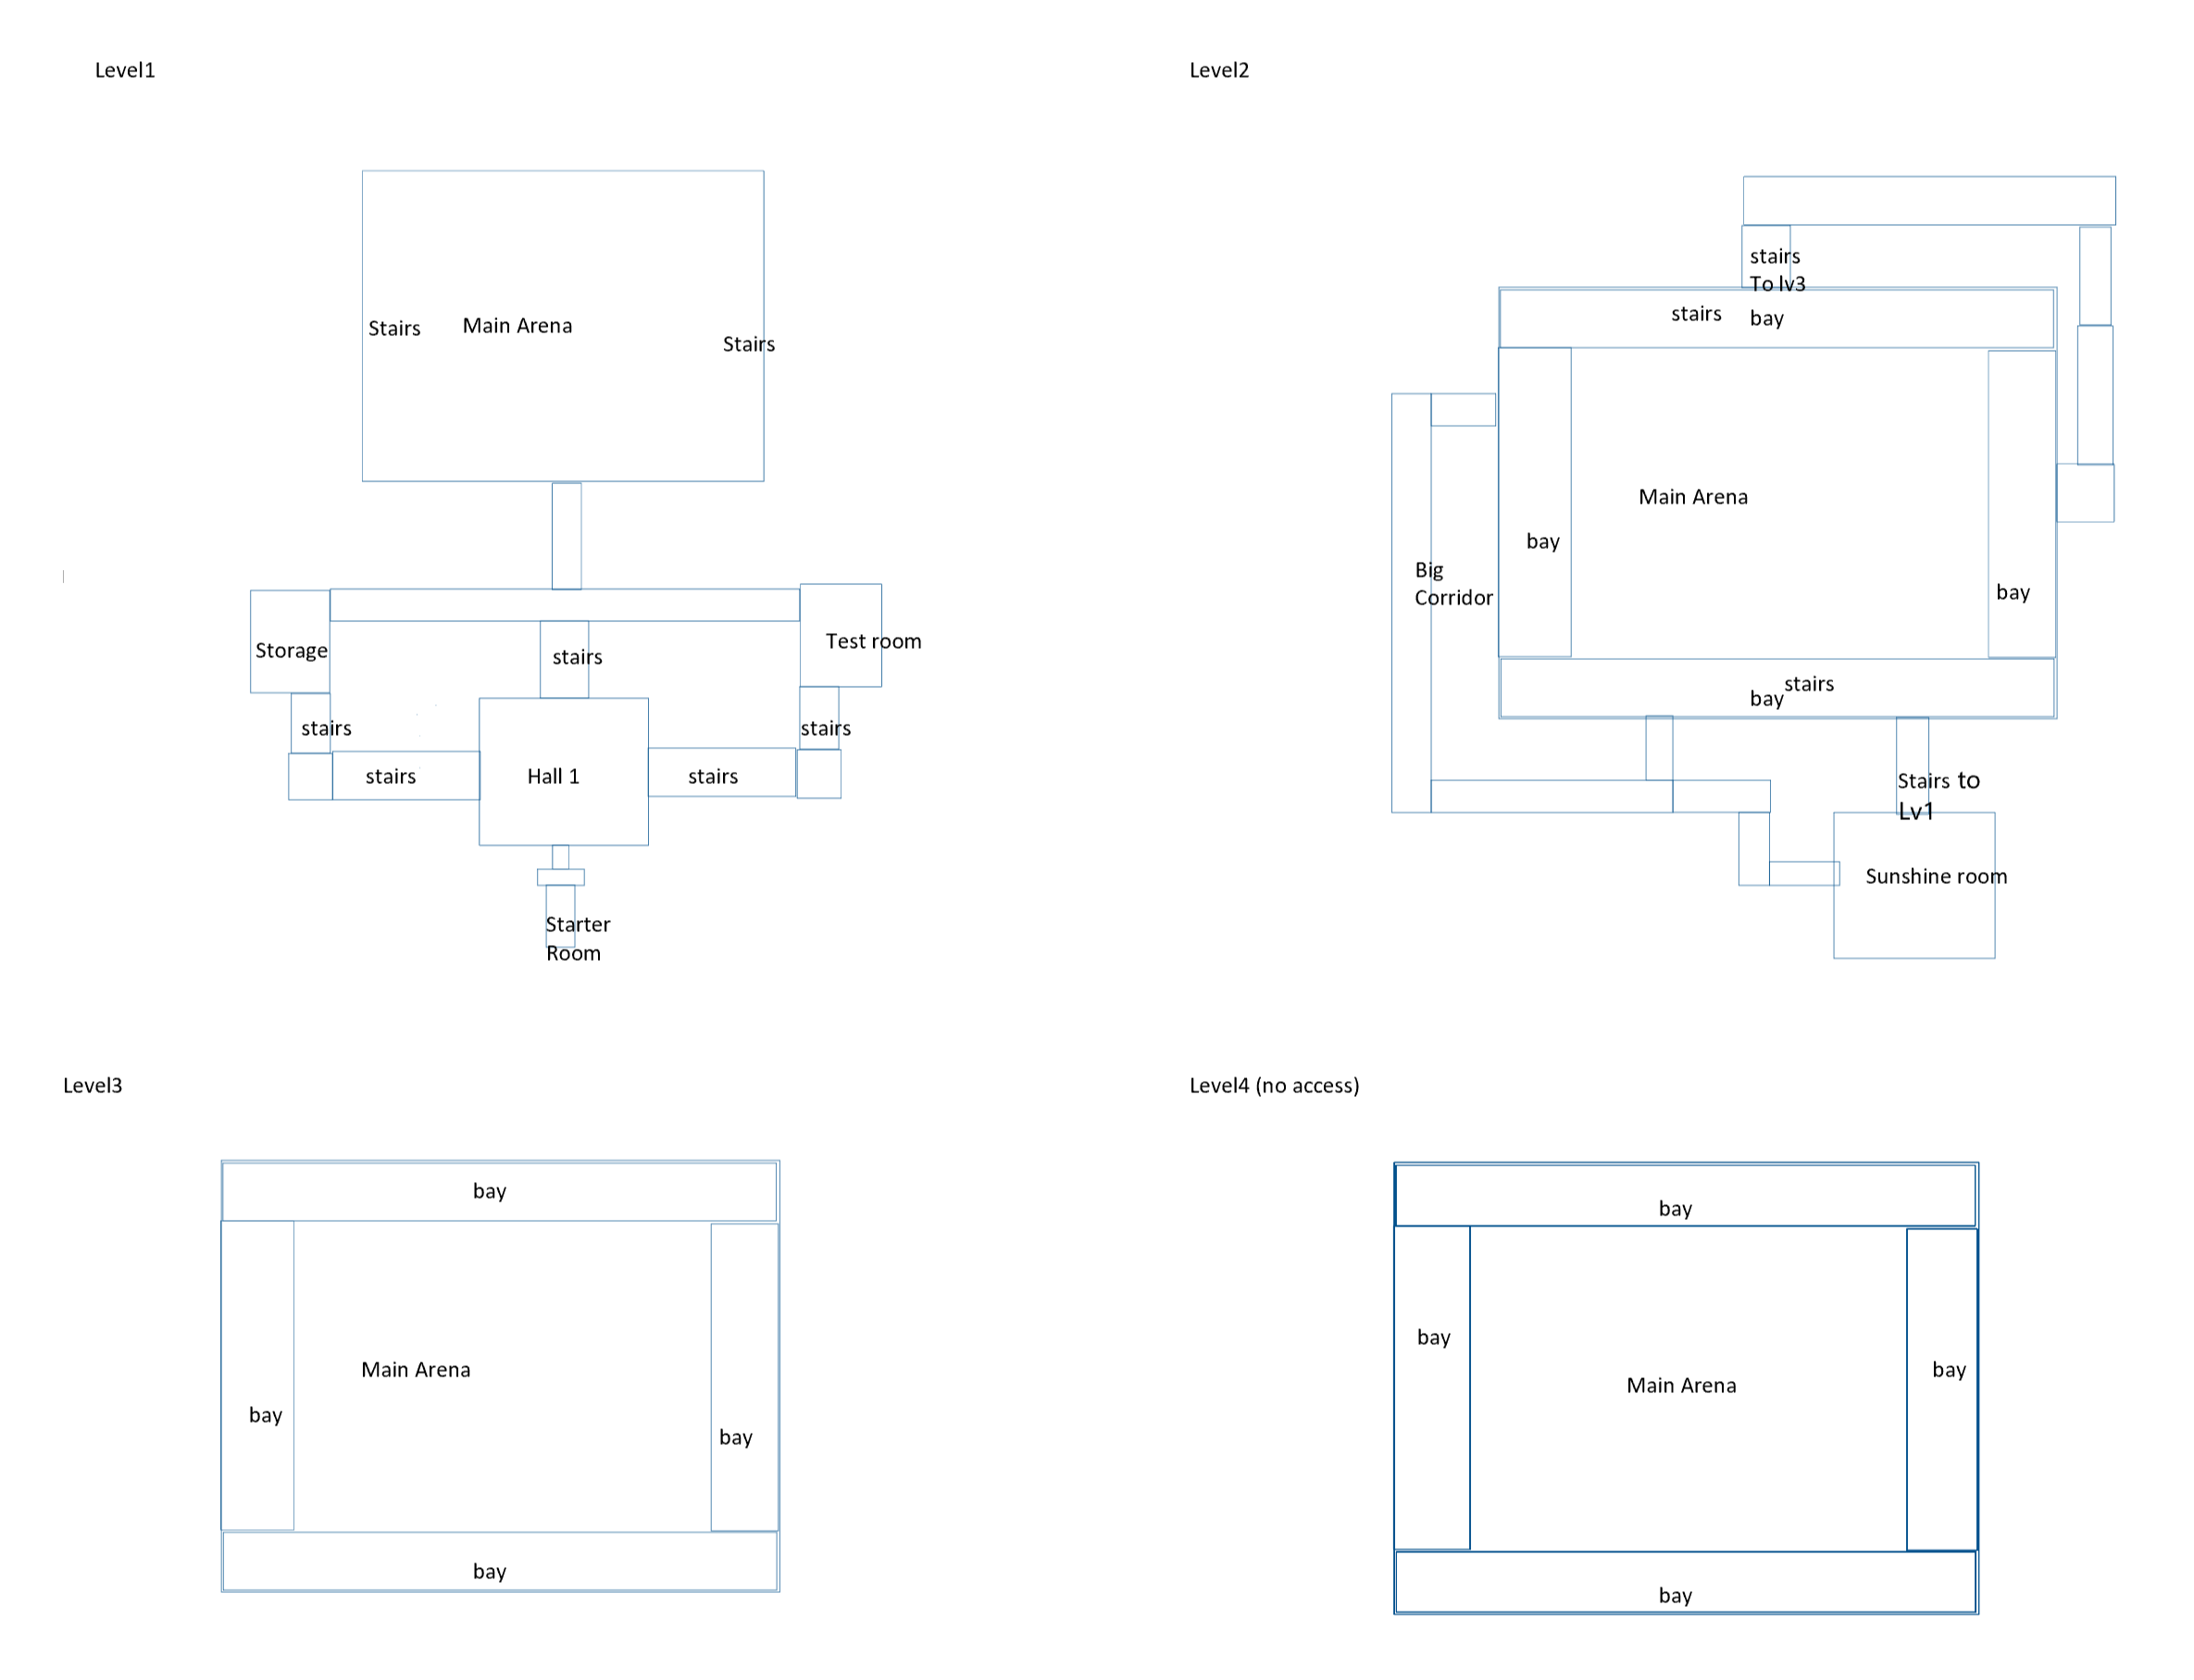 Level1
Stairs
Main Arena
Stairs
Storage
stairs
Test room
stairs
stairs
stairs
Hall 1
stairs
Starter
Room
Level2
stairs
To lv3
stairs
bay
Main Arena
bay
Big
Corridor
bay
stairs
bay
Stairs to
Lv1
Sunshine room
Level3
bay
Main Arena
bay
bay
bay
Level4 (no access)
bay
bay
Main Arena
bay
bay